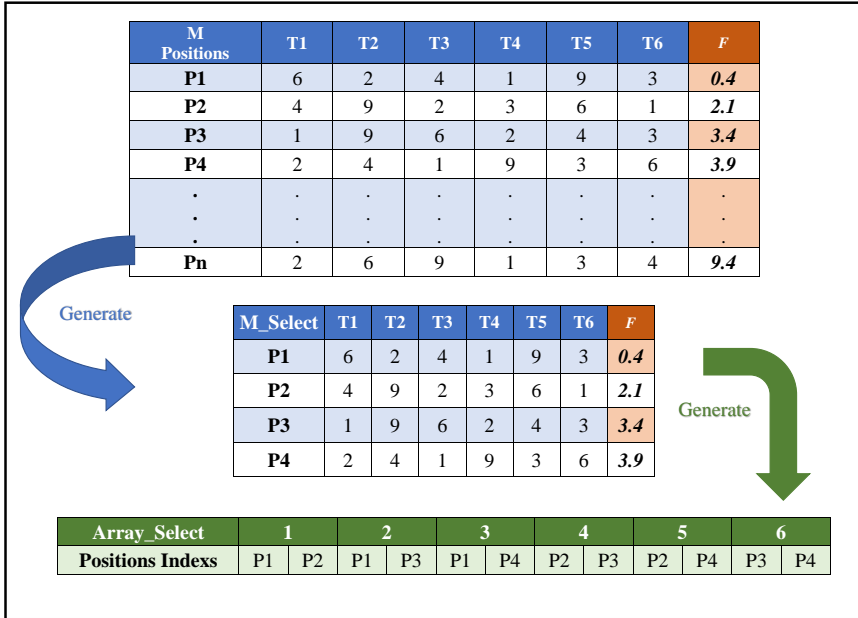 M Positions T1 T2 T3 T4 T5 T6 F
P1 6 2 4 1 9 3 0.4
P2 4 9 2 3 6 1 2.1
P3 1 9 6 2 4 3 3.4
P4 2 4 1 9 3 6 3.9
. . . . . . . .
. . . . . . . .
. . . . . . . .
Pn 2 6 9 1 3 4 9.4
Generate
M_Select T1 T2 T3 T4 T5 T6 F
P1 6 2 4 1 9 3 0.4
P2 4 9 2 3 6 1 2.1
P3 1 9 6 2 4 3 3.4
P4 2 4 1 9 3 6 3.9
Generate
Array_Select 1 2 3 4 5 6
Positions Indexs P1 P2 P1 P3 P1 P4 P2 P3 P2 P4 P3 P4